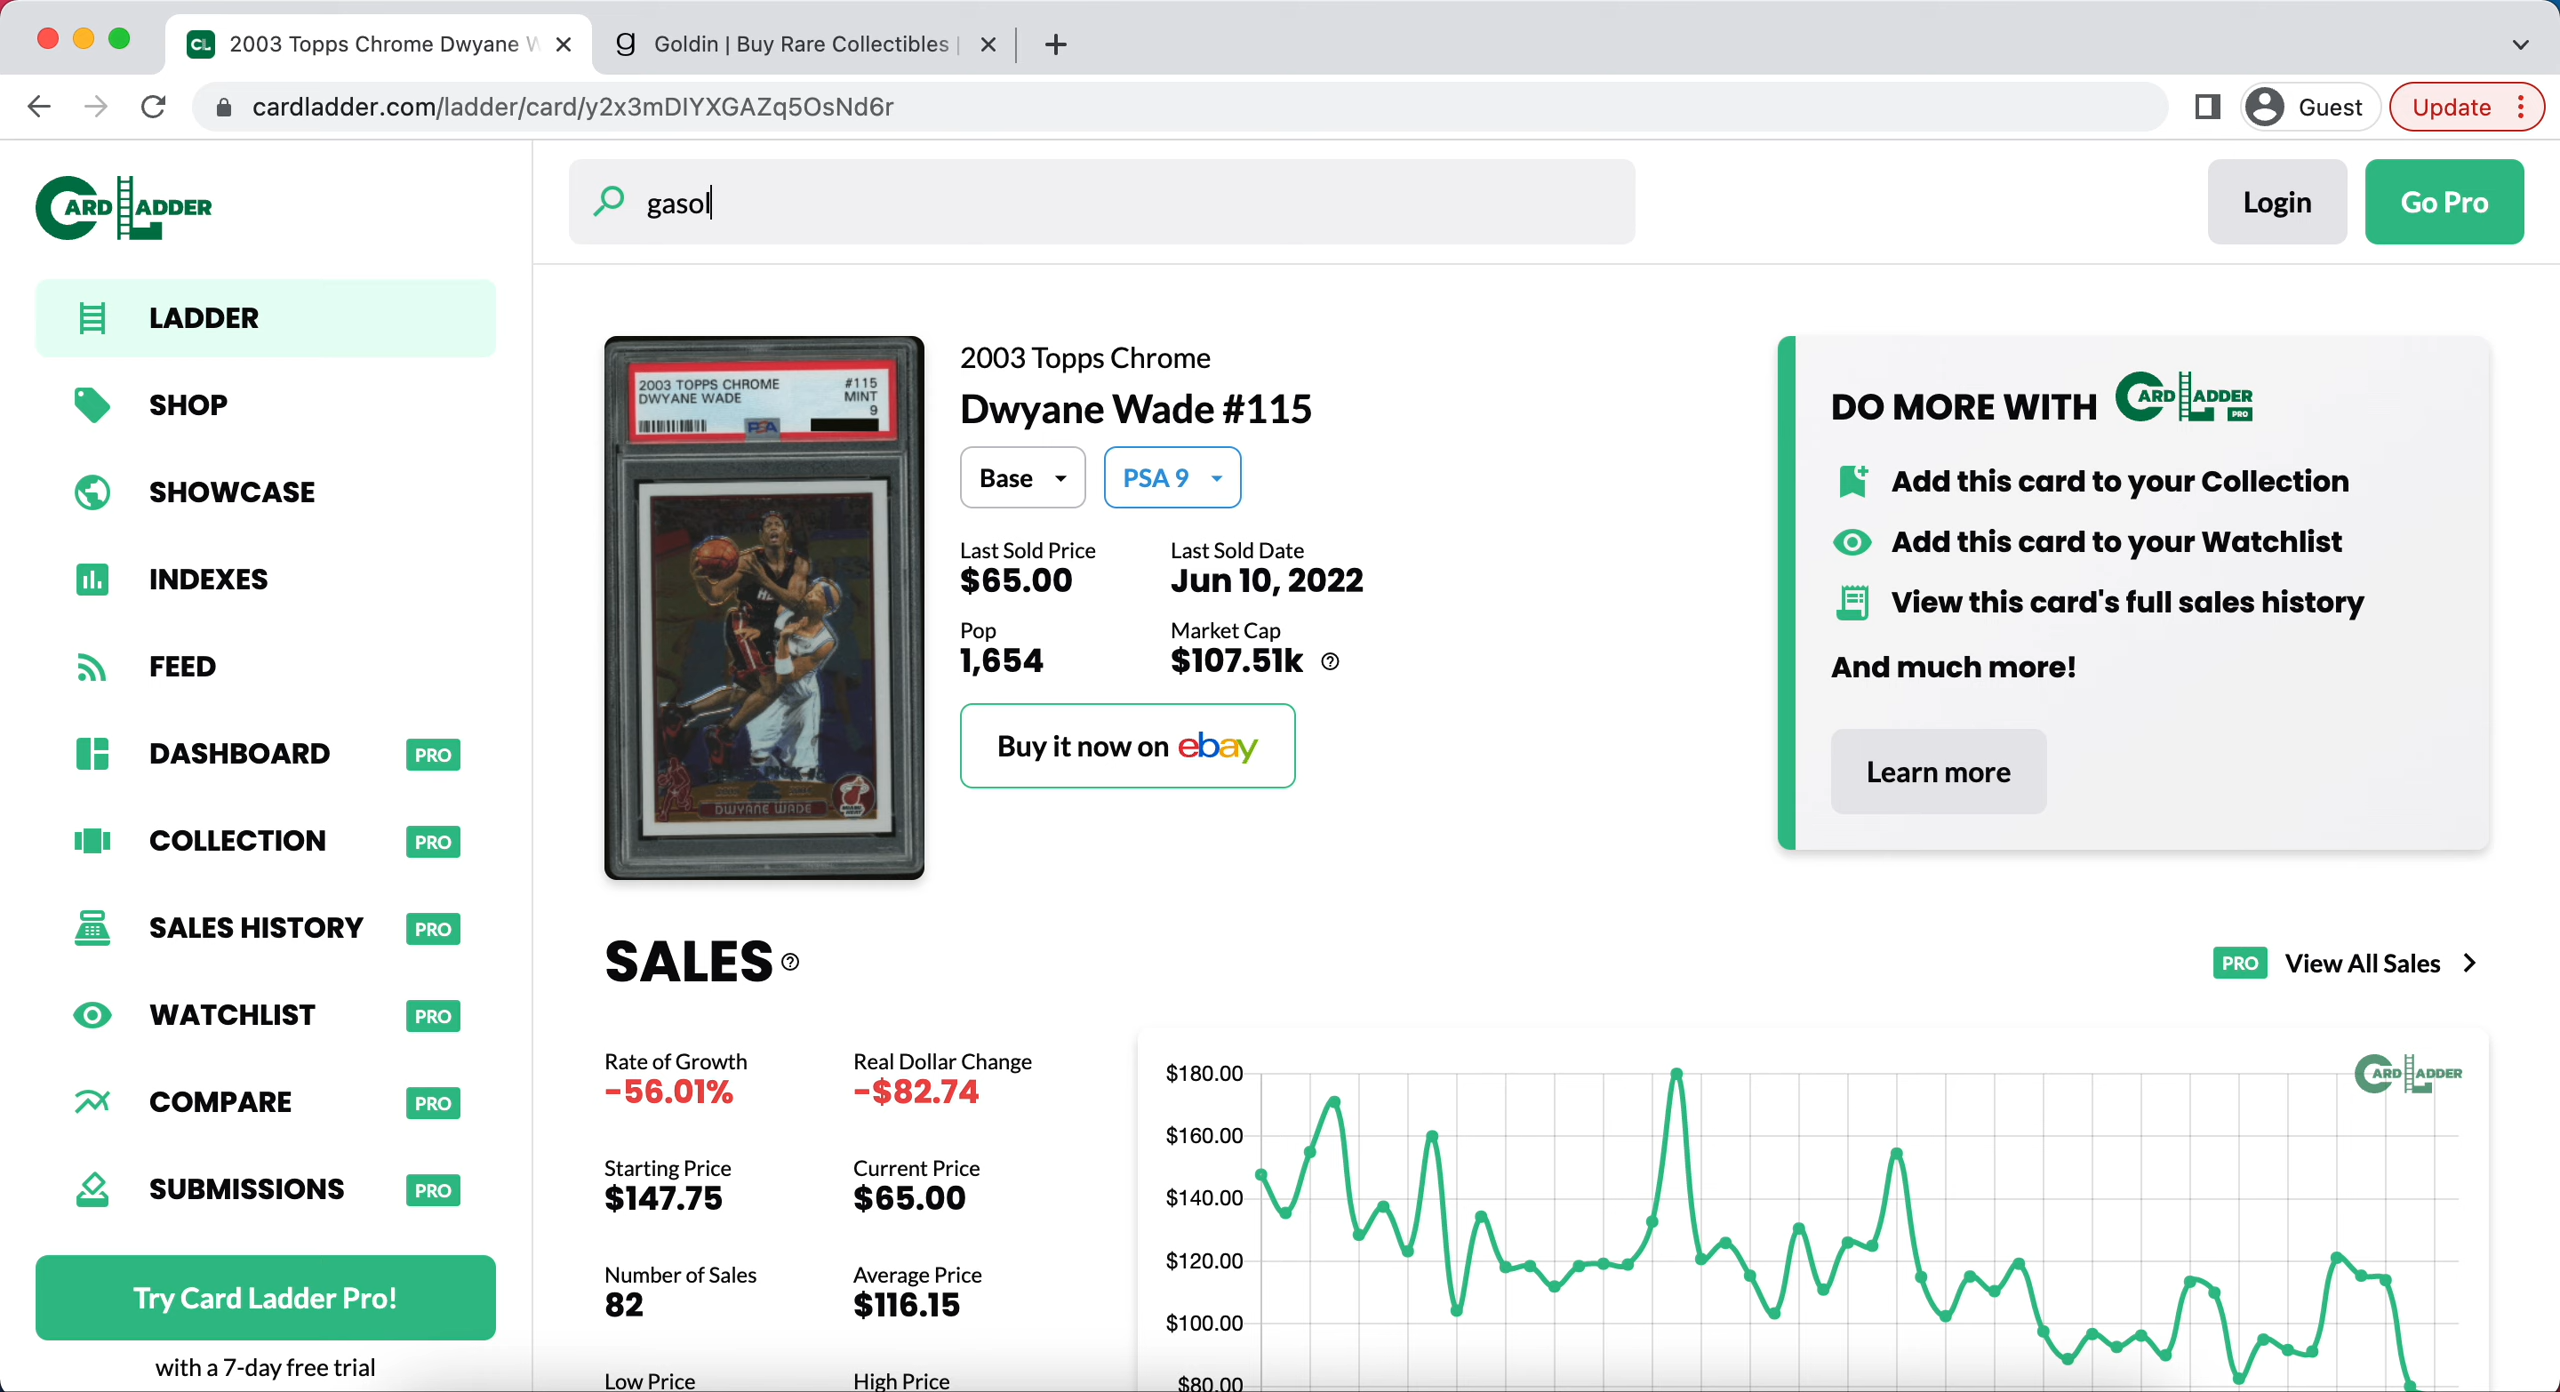 2003 Topps Chrome Dwyane W
Goldin | Buy Rare Collectibles |
cardladder.com/ladder/card/y2x3mDIYXGAZq5OsNd6r
Guest
Update
CARD LADDER
gasol
Login
Go Pro
LADDER
SHOP
SHOWCASE
INDEXES
FEED
DASHBOARD PRO
COLLECTION PRO
SALES HISTORY PRO
WATCHLIST PRO
COMPARE PRO
SUBMISSIONS PRO
Try Card Ladder Pro!
with a 7-day free trial
2003 TOPPS CHROME #115
DWYANE WADE MINT
9
PSA
DWYANE WADE
2003 Topps Chrome
Dwyane Wade #115
Base
PSA 9
Last Sold Price
$65.00
Last Sold Date
Jun 10, 2022
Pop
1,654
Market Cap
$107.51k
Buy it now on ebay
DO MORE WITH CARD LADDER PRO
Add this card to your Collection
Add this card to your Watchlist
View this card's full sales history
And much more!
Learn more
SALES
PRO View All Sales
Rate of Growth
-56.01%
Real Dollar Change
-$82.74
Starting Price
$147.75
Current Price
$65.00
Number of Sales
82
Average Price
$116.15
Low Price
High Price
CARD LADDER
$180.00
$160.00
$140.00
$120.00
$100.00
$80.00